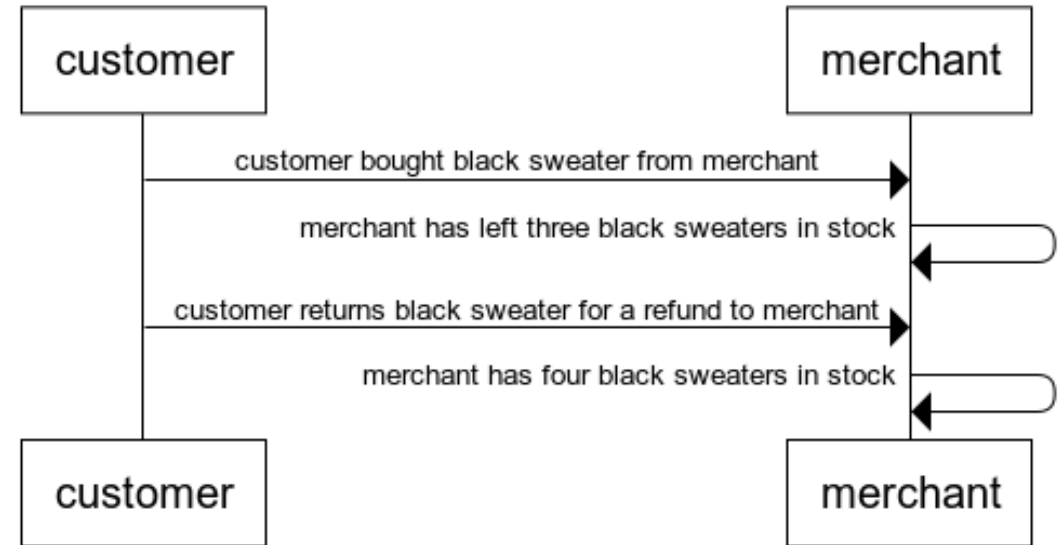 customer
merchant
customer bought black sweater from merchant
merchant has left three black sweaters in stock
customer returns black sweater for a refund to merchant
merchant has four black sweaters in stock
customer
merchant